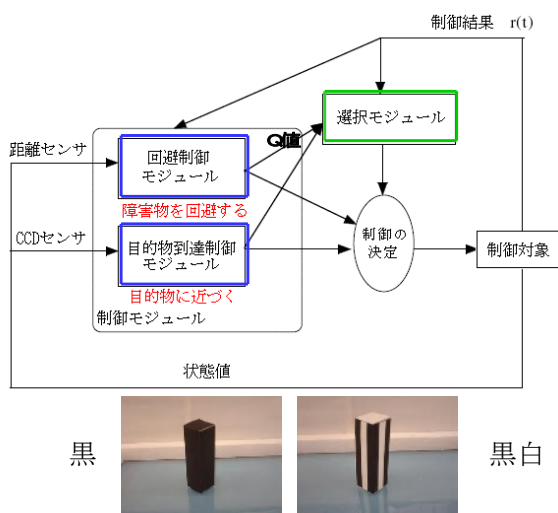 制御結果 r(t)
選択モジュール
Q値
距離センサ
回避制御
モジュール
障害物を回避する
CCDセンサ
目的物到達制御
モジュール
目的物に近づく
制御モジュール
制御の
決定
制御対象
状態値
黒
黒白